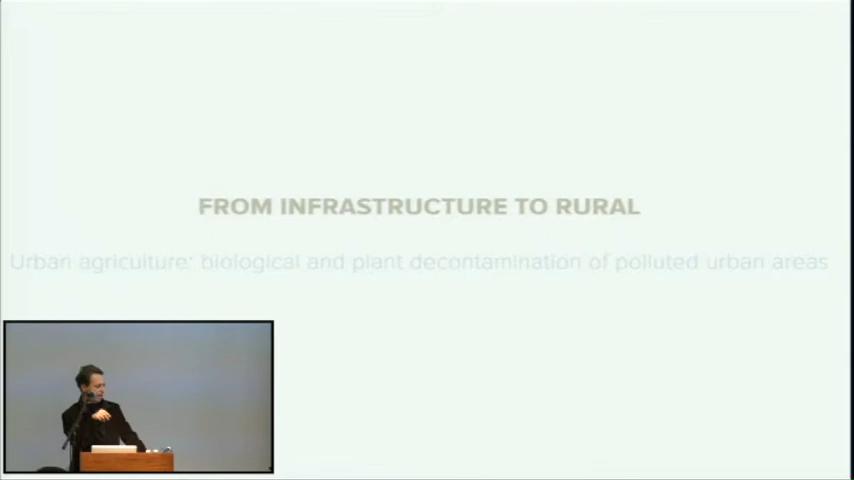 FROM INFRASTRUCTURE TO RURAL
Urban agriculture: biological and plant decontamination of polluted urban areas